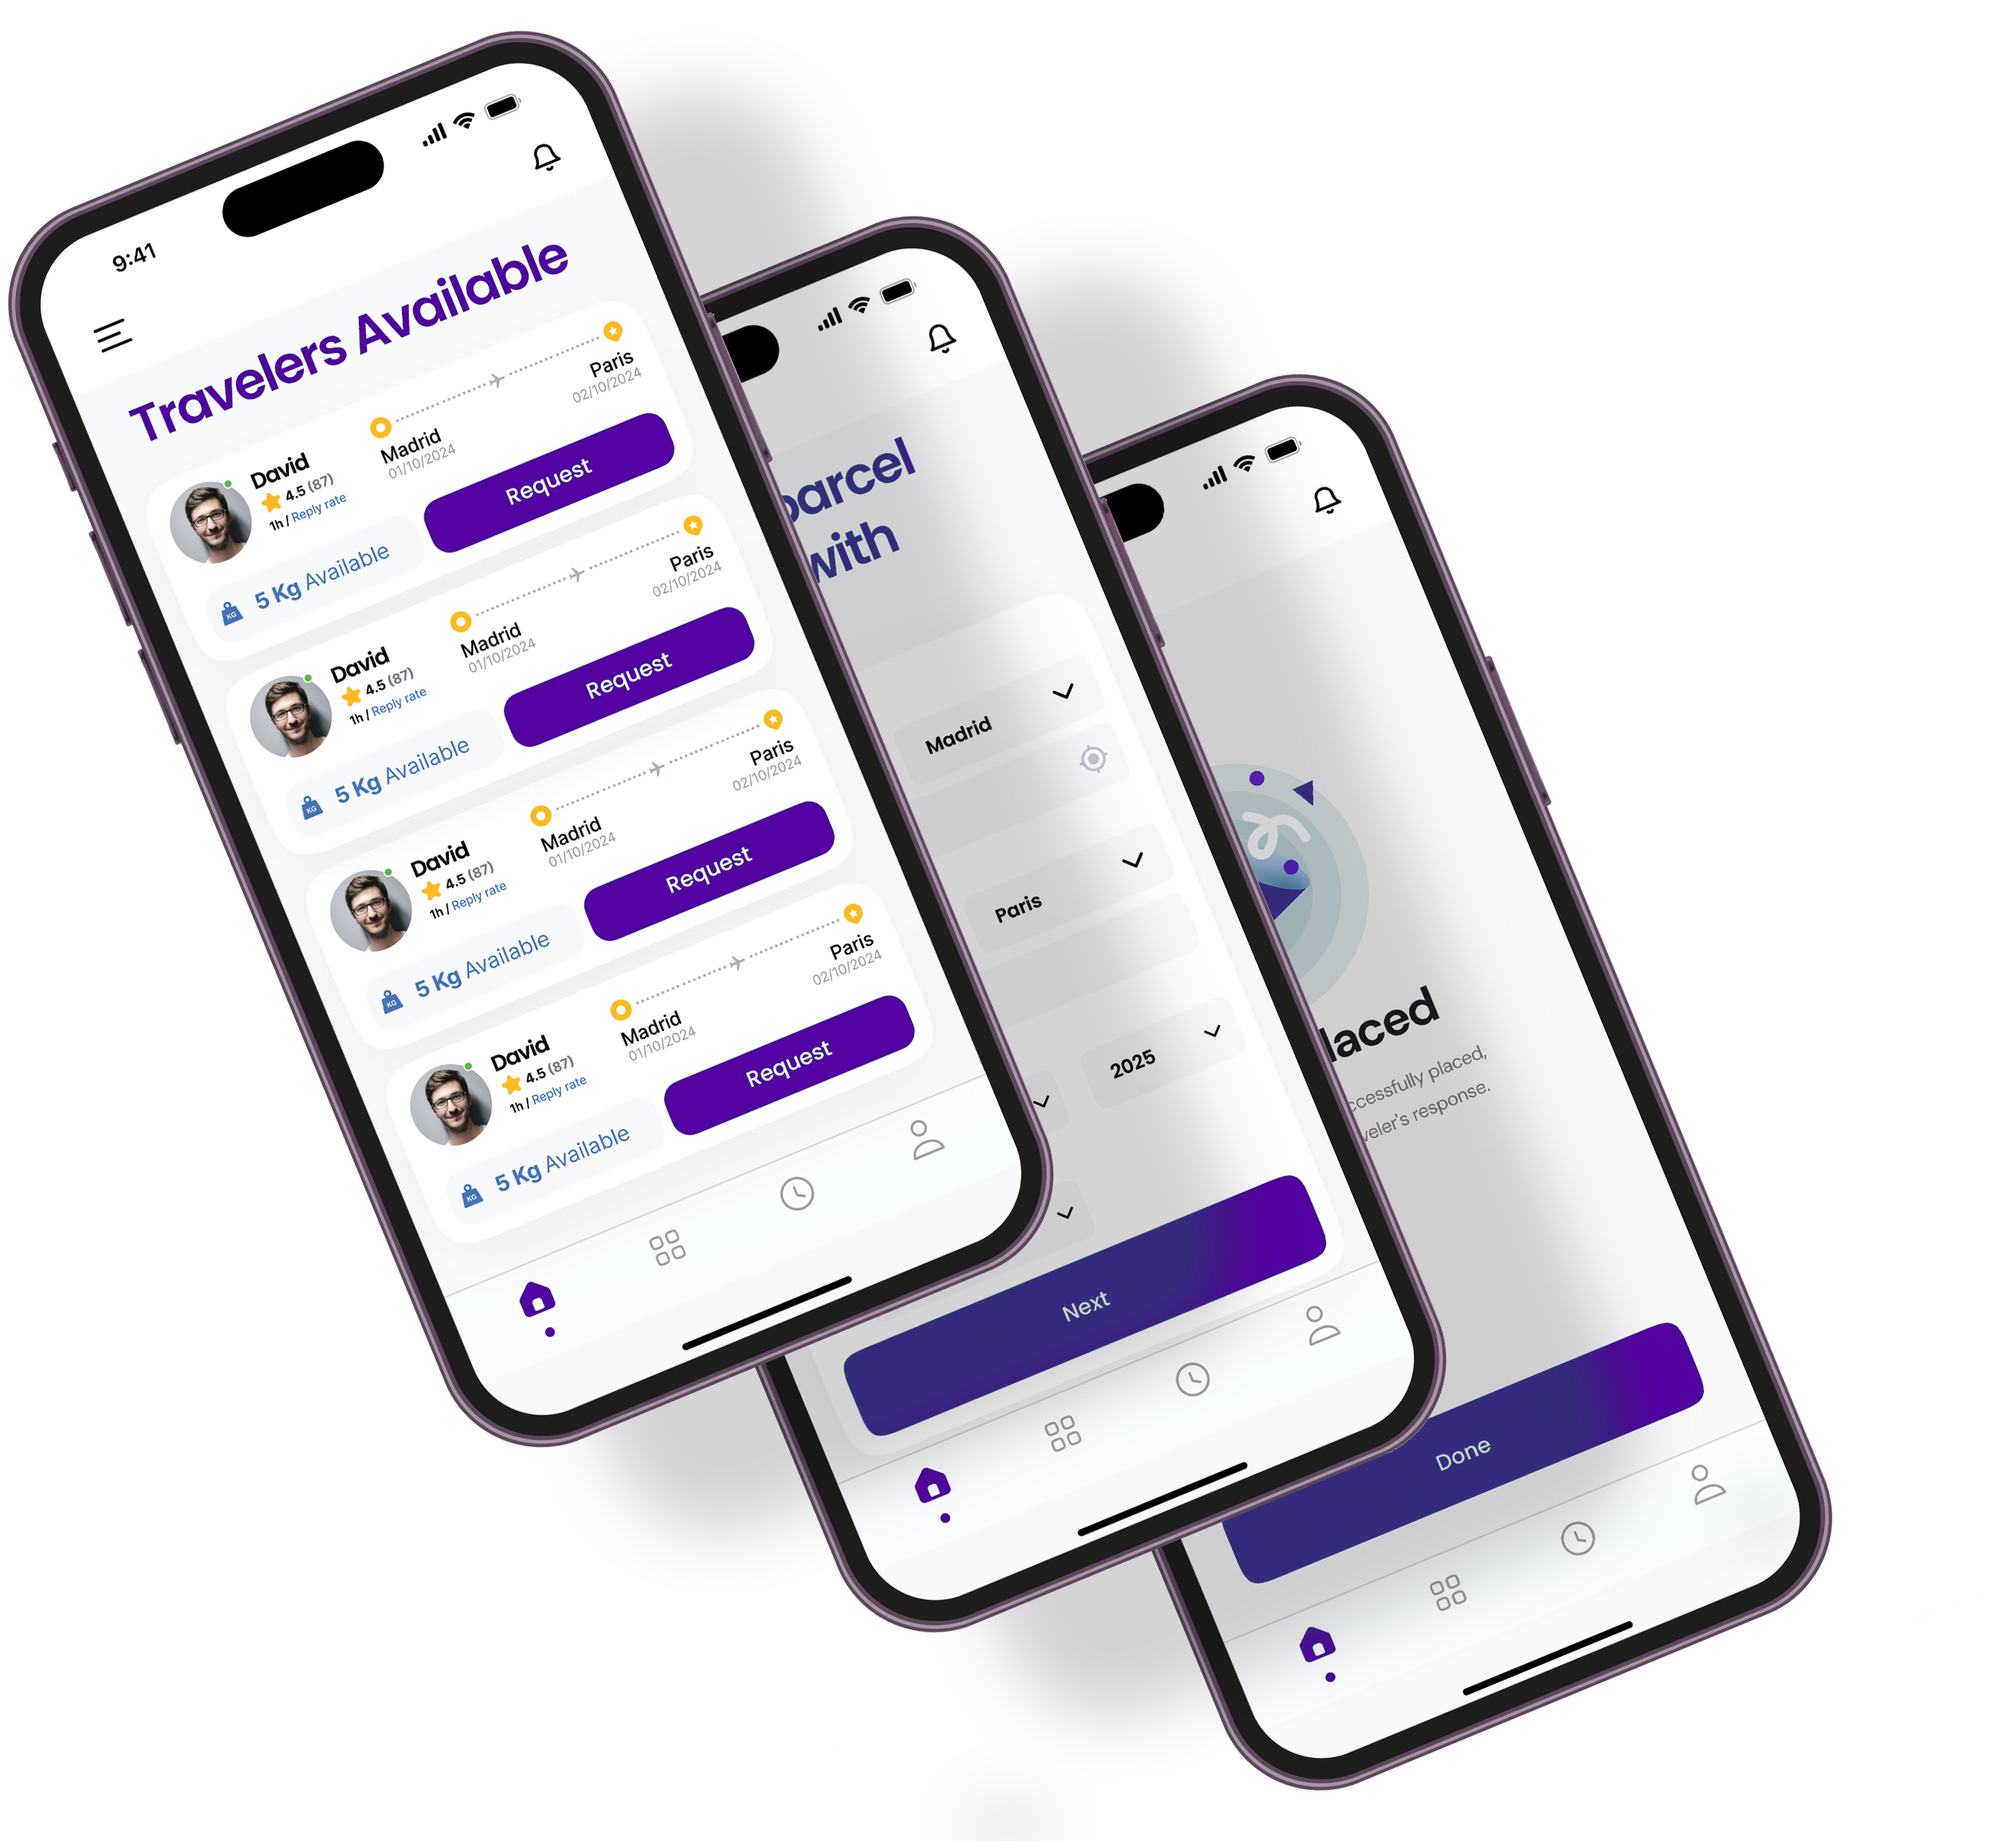 9:41
Travelers Available
David
4.5 (87)
1h / Reply rate
Madrid
01/10/2024
Paris
02/10/2024
KG
5 Kg Available
Request
David
4.5 (87)
1h / Reply rate
Madrid
01/10/2024
Paris
02/10/2024
KG
5 Kg Available
Request
David
4.5 (87)
1h / Reply rate
Madrid
01/10/2024
Paris
02/10/2024
KG
5 Kg Available
Request
David
4.5 (87)
1h / Reply rate
Madrid
01/10/2024
Paris
02/10/2024
KG
5 Kg Available
Request
parcel
with
Madrid
Paris
2025
Next
laced
ccessfully placed,
veler's response.
Done